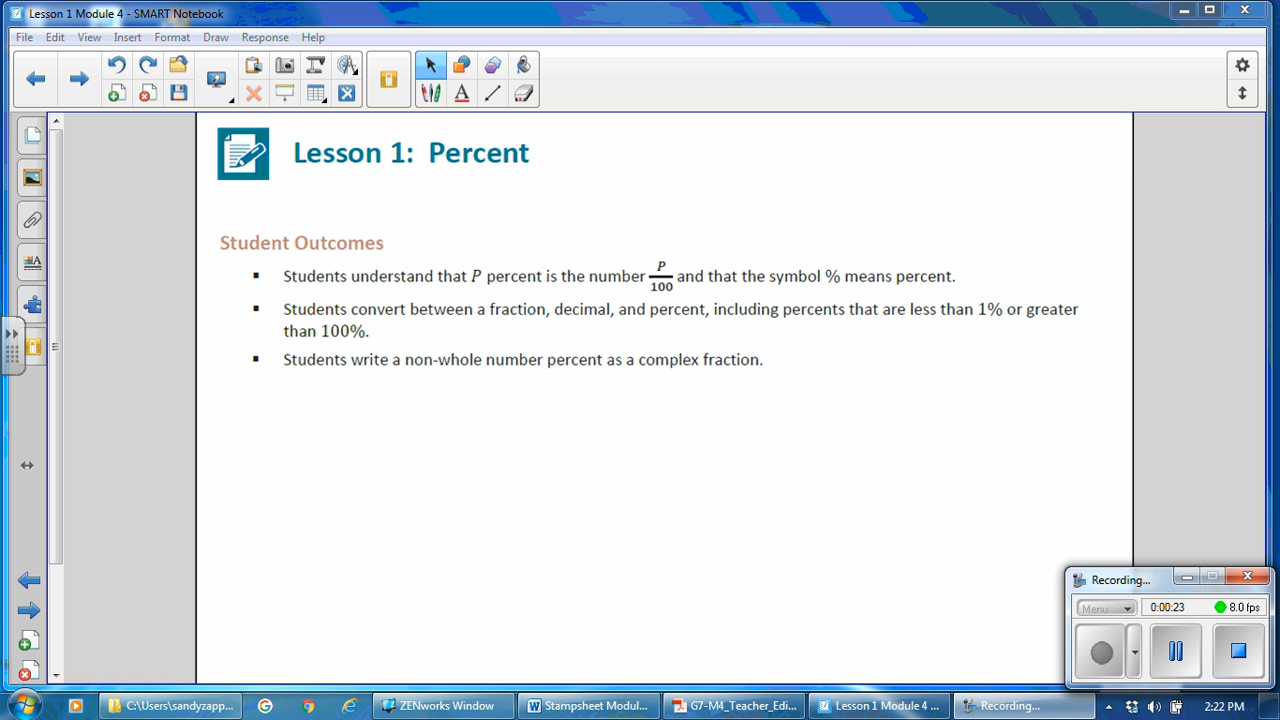 Lesson 1 Module 4 - SMART Notebook
File Edit View Insert Format Draw Response Help
Lesson 1: Percent
Student Outcomes
▪ Students understand that P percent is the number P/100 and that the symbol % means percent.
▪ Students convert between a fraction, decimal, and percent, including percents that are less than 1% or greater
than 100%.
▪ Students write a non-whole number percent as a complex fraction.
Recording...
Menu 0:00:23 8.0 fps
C:\Users\sandyzapp... ZENworks Window Stampsheet Modul... G7-M4_Teacher_Edi... Lesson 1 Module 4 ... Recording... 2:22 PM